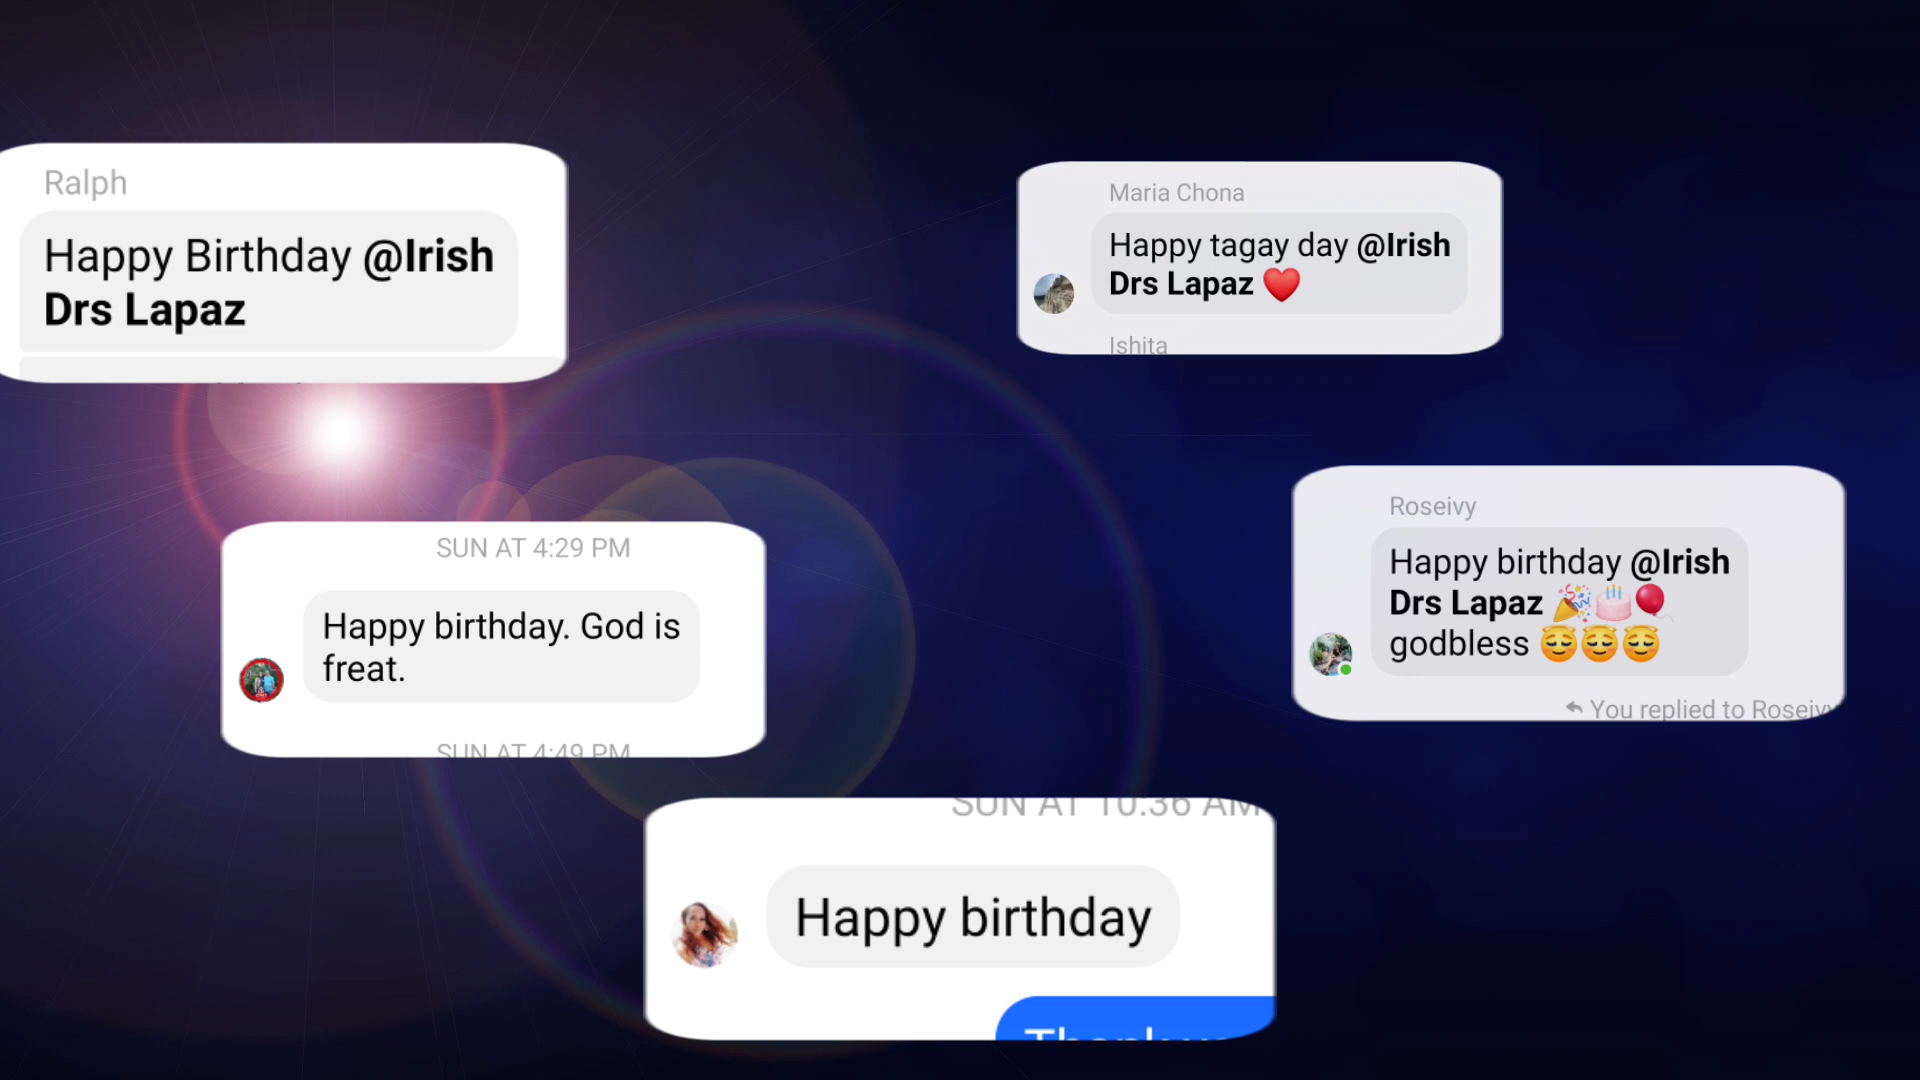 Ralph
Happy Birthday @Irish
Drs Lapaz
Maria Chona
Happy tagay day @Irish
Drs Lapaz ❤️
Ishita
Roseivy
Happy birthday @Irish
Drs Lapaz 🎉🎂🎈
godbless 😇😇😇
You replied to Roseivy
SUN AT 4:29 PM
Happy birthday. God is
freat.
SUN AT 4:49 PM
SUN AT 10:36 AM
Happy birthday